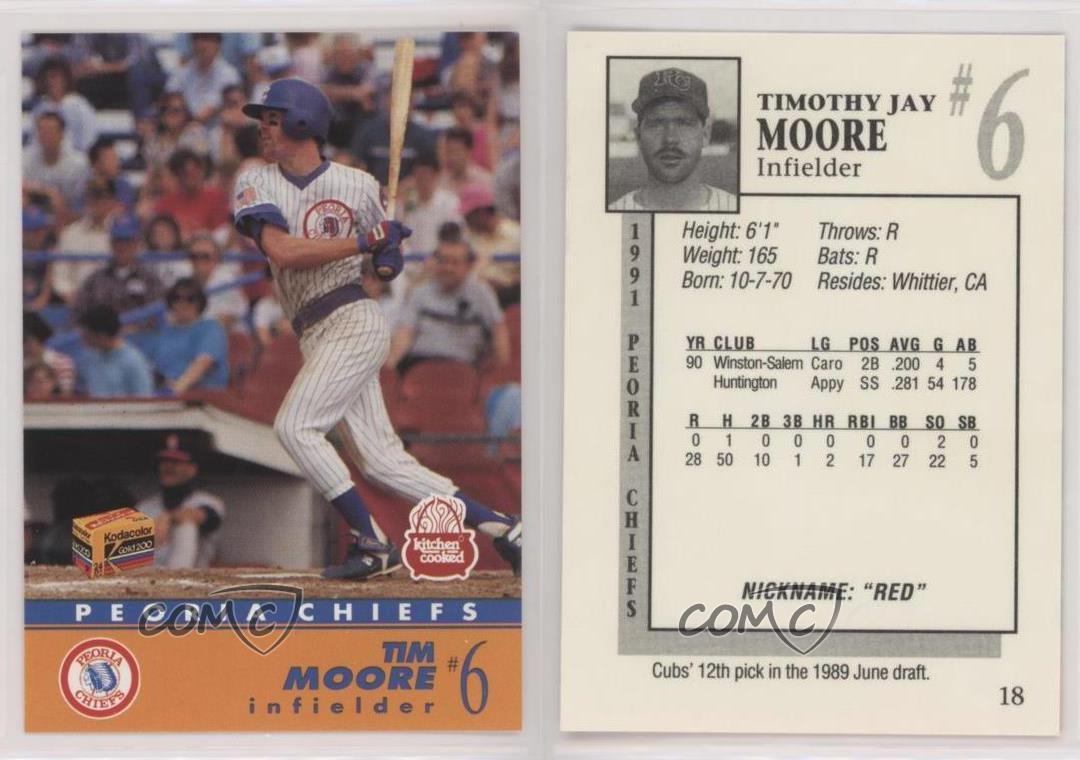 PEORIA
Kodacolor
Gold 200
kitchen
cooked
PEORIA CHIEFS
COMC
PEORIA
CHIEFS
TIM
MOORE
#6
infielder
TIMOTHY JAY
MOORE
Infielder
#6
1991 PEORIA CHIEFS
Height: 6'1" Throws: R
Weight: 165 Bats: R
Born: 10-7-70 Resides: Whittier, CA
YR CLUB LG POS AVG G AB
90 Winston-Salem Caro 2B .200 4 5
Huntington Appy SS .281 54 178
R H 2B 3B HR RBI BB SO SB
0 1 0 0 0 0 0 2 0
28 50 10 1 2 17 27 22 5
NICKNAME: "RED"
COMC
Cubs' 12th pick in the 1989 June draft.
18